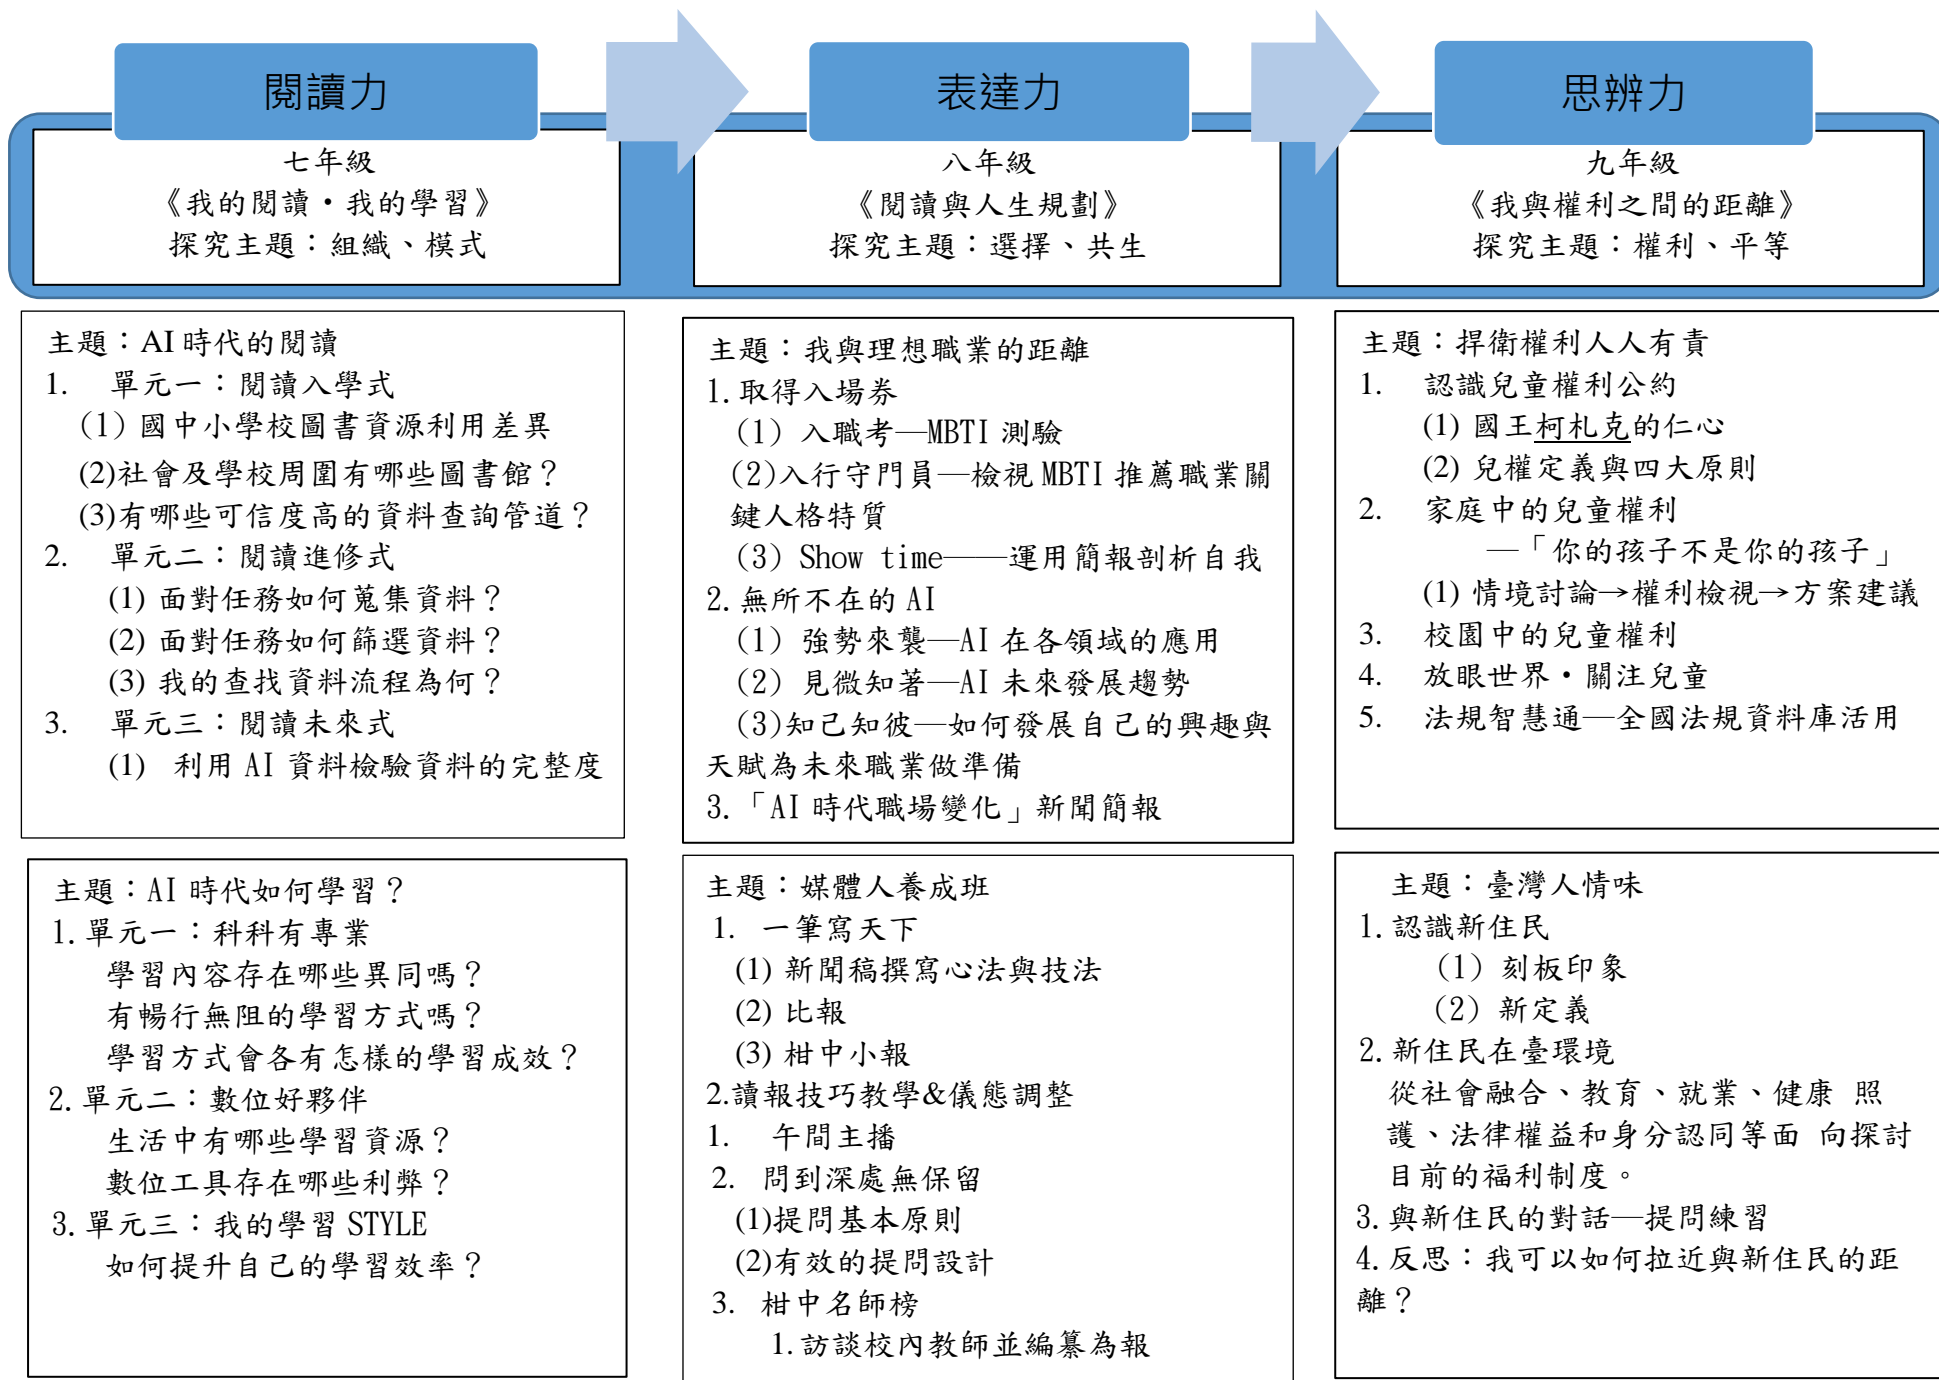 閱讀力
表達力
思辨力
七年級
《我的閱讀•我的學習》
探究主題：組織、模式
八年級
《閱讀與人生規劃》
探究主題：選擇、共生
九年級
《我與權利之間的距離》
探究主題：權利、平等
主題：AI 時代的閱讀
1. 單元一：閱讀入學式
(1) 國中小學校圖書資源利用差異
(2)社會及學校周圍有哪些圖書館？
(3)有哪些可信度高的資料查詢管道？
2. 單元二：閱讀進修式
(1) 面對任務如何蒐集資料？
(2) 面對任務如何篩選資料？
(3) 我的查找資料流程為何？
3. 單元三：閱讀未來式
(1) 利用 AI 資料檢驗資料的完整度
主題：我與理想職業的距離
1.取得入場券
(1) 入職考—MBTI 測驗
(2)入行守門員—檢視 MBTI 推薦職業關
鍵人格特質
(3) Show time——運用簡報剖析自我
2.無所不在的 AI
(1) 強勢來襲—AI 在各領域的應用
(2) 見微知著—AI 未來發展趨勢
(3)知己知彼—如何發展自己的興趣與
天賦為未來職業做準備
3.「AI 時代職場變化」新聞簡報
主題：捍衛權利人人有責
1. 認識兒童權利公約
(1) 國王柯札克的仁心
(2) 兒權定義與四大原則
2. 家庭中的兒童權利
—「你的孩子不是你的孩子」
(1) 情境討論→權利檢視→方案建議
3. 校園中的兒童權利
4. 放眼世界•關注兒童
5. 法規智慧通—全國法規資料庫活用
主題：AI 時代如何學習？
1.單元一：科科有專業
學習內容存在哪些異同嗎？
有暢行無阻的學習方式嗎？
學習方式會各有怎樣的學習成效？
2.單元二：數位好夥伴
生活中有哪些學習資源？
數位工具存在哪些利弊？
3.單元三：我的學習 STYLE
如何提升自己的學習效率？
主題：媒體人養成班
1. 一筆寫天下
(1) 新聞稿撰寫心法與技法
(2) 比報
(3) 柑中小報
2.讀報技巧教學&儀態調整
1. 午間主播
2. 問到深處無保留
(1)提問基本原則
(2)有效的提問設計
3. 柑中名師榜
1.訪談校內教師並編纂為報
主題：臺灣人情味
1.認識新住民
(1) 刻板印象
(2) 新定義
2.新住民在臺環境
從社會融合、教育、就業、健康 照
護、法律權益和身分認同等面 向探討
目前的福利制度。
3.與新住民的對話—提問練習
4.反思：我可以如何拉近與新住民的距
離？